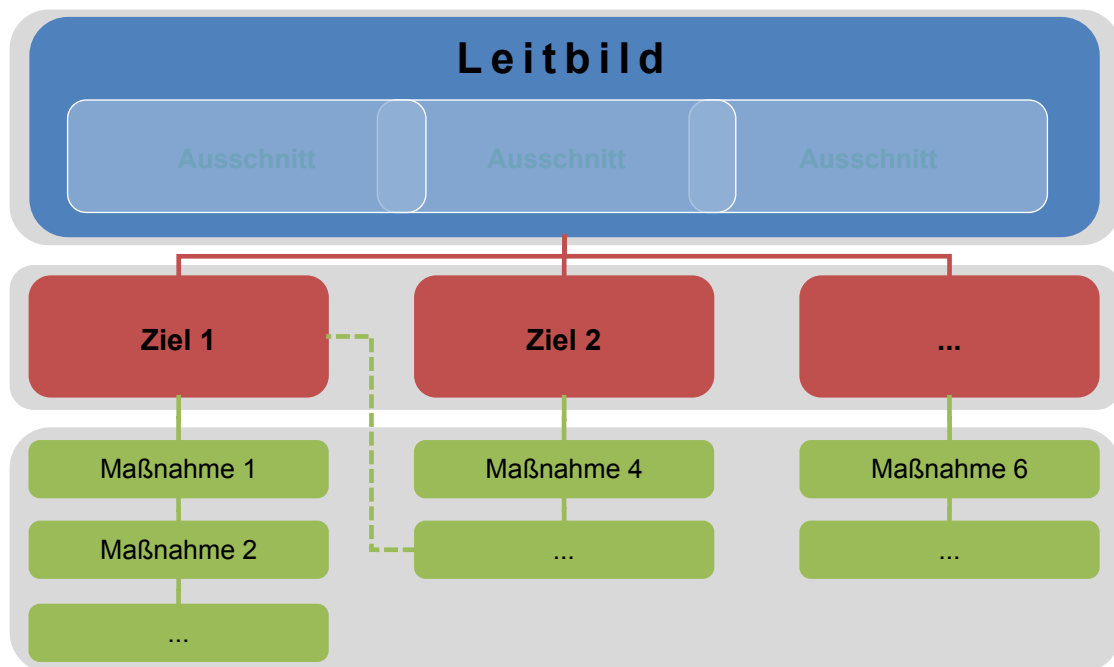 Leitbild
Ausschnitt Ausschnitt Ausschnitt
Ziel 1 Ziel 2 ...
Maßnahme 1 Maßnahme 4 Maßnahme 6
Maßnahme 2 ... ...
...